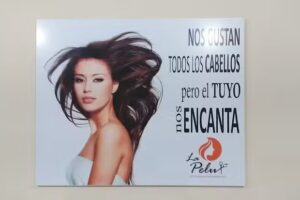 NOS GUSTAN
TODOS LOS CABELLOS
pero el TUYO
nos ENCANTA
La
Pelu